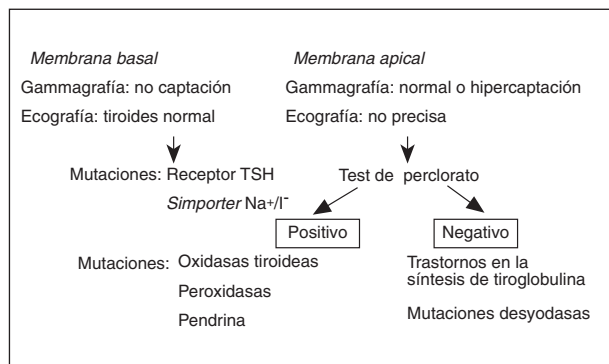 Membrana basal
Gammagrafía: no captación
Ecografía: tiroides normal
Mutaciones: Receptor TSH
Simporter Na+/I-
Membrana apical
Gammagrafía: normal o hipercaptación
Ecografía: no precisa
Test de perclorato
Positivo
Mutaciones: Oxidasas tiroideas
Peroxidasas
Pendrina
Negativo
Trastornos en la
síntesis de tiroglobulina
Mutaciones desyodasas